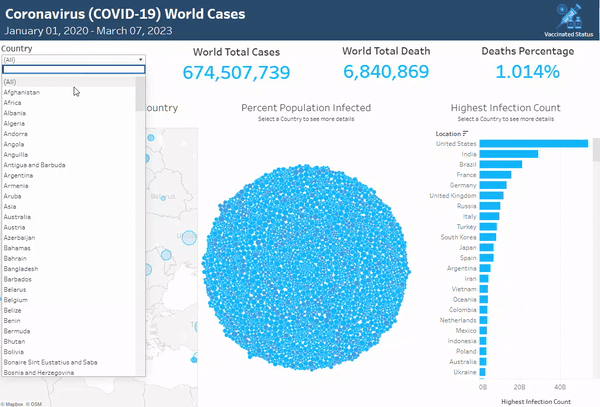 Coronavirus (COVID-19) World Cases
January 01, 2020 - March 07, 2023
Vaccinated Status
Country
(All)
(All)
Afghanistan
Africa
Albania
Algeria
Andorra
Angola
Anguilla
Antigua and Barbuda
Argentina
Armenia
Aruba
Asia
Australia
Austria
Azerbaijan
Bahamas
Bahrain
Bangladesh
Barbados
Belarus
Belgium
Belize
Benin
Bermuda
Bhutan
Bolivia
Bonaire Sint Eustatius and Saba
Bosnia and Herzegovina
World Total Cases
674,507,739
World Total Death
6,840,869
Deaths Percentage
1.014%
ountry
Belarus
© Mapbox © OSM
Percent Population Infected
Select a Country to see more details
Highest Infection Count
Select a Country to see more details
Location
United States
India
Brazil
France
Germany
United Kingdom
Russia
Italy
Turkey
South Korea
Japan
Spain
Argentina
Iran
Vietnam
Oceania
Colombia
Netherlands
Mexico
Indonesia
Poland
Australia
Ukraine
0B 20B 40B
Highest Infection Count